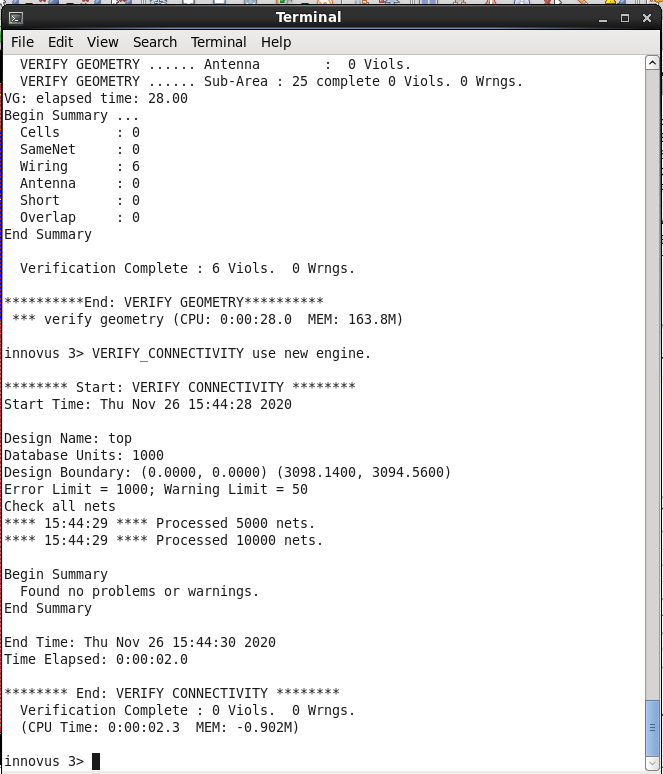 Terminal
File Edit View Search Terminal Help
  VERIFY GEOMETRY ...... Antenna        :  0 Viols.
  VERIFY GEOMETRY ...... Sub-Area : 25 complete 0 Viols. 0 Wrngs.
VG: elapsed time: 28.00
Begin Summary ...
  Cells       : 0
  SameNet     : 0
  Wiring      : 6
  Antenna     : 0
  Short       : 0
  Overlap     : 0
End Summary
  Verification Complete : 6 Viols.  0 Wrngs.
**********End: VERIFY GEOMETRY**********
 *** verify geometry (CPU: 0:00:28.0  MEM: 163.8M)
innovus 3> VERIFY_CONNECTIVITY use new engine.
******** Start: VERIFY CONNECTIVITY ********
Start Time: Thu Nov 26 15:44:28 2020
Design Name: top
Database Units: 1000
Design Boundary: (0.0000, 0.0000) (3098.1400, 3094.5600)
Error Limit = 1000; Warning Limit = 50
Check all nets
**** 15:44:29 **** Processed 5000 nets.
**** 15:44:29 **** Processed 10000 nets.
Begin Summary
  Found no problems or warnings.
End Summary
End Time: Thu Nov 26 15:44:30 2020
Time Elapsed: 0:00:02.0
******** End: VERIFY CONNECTIVITY ********
  Verification Complete : 0 Viols.  0 Wrngs.
  (CPU Time: 0:00:02.3  MEM: -0.902M)
innovus 3>